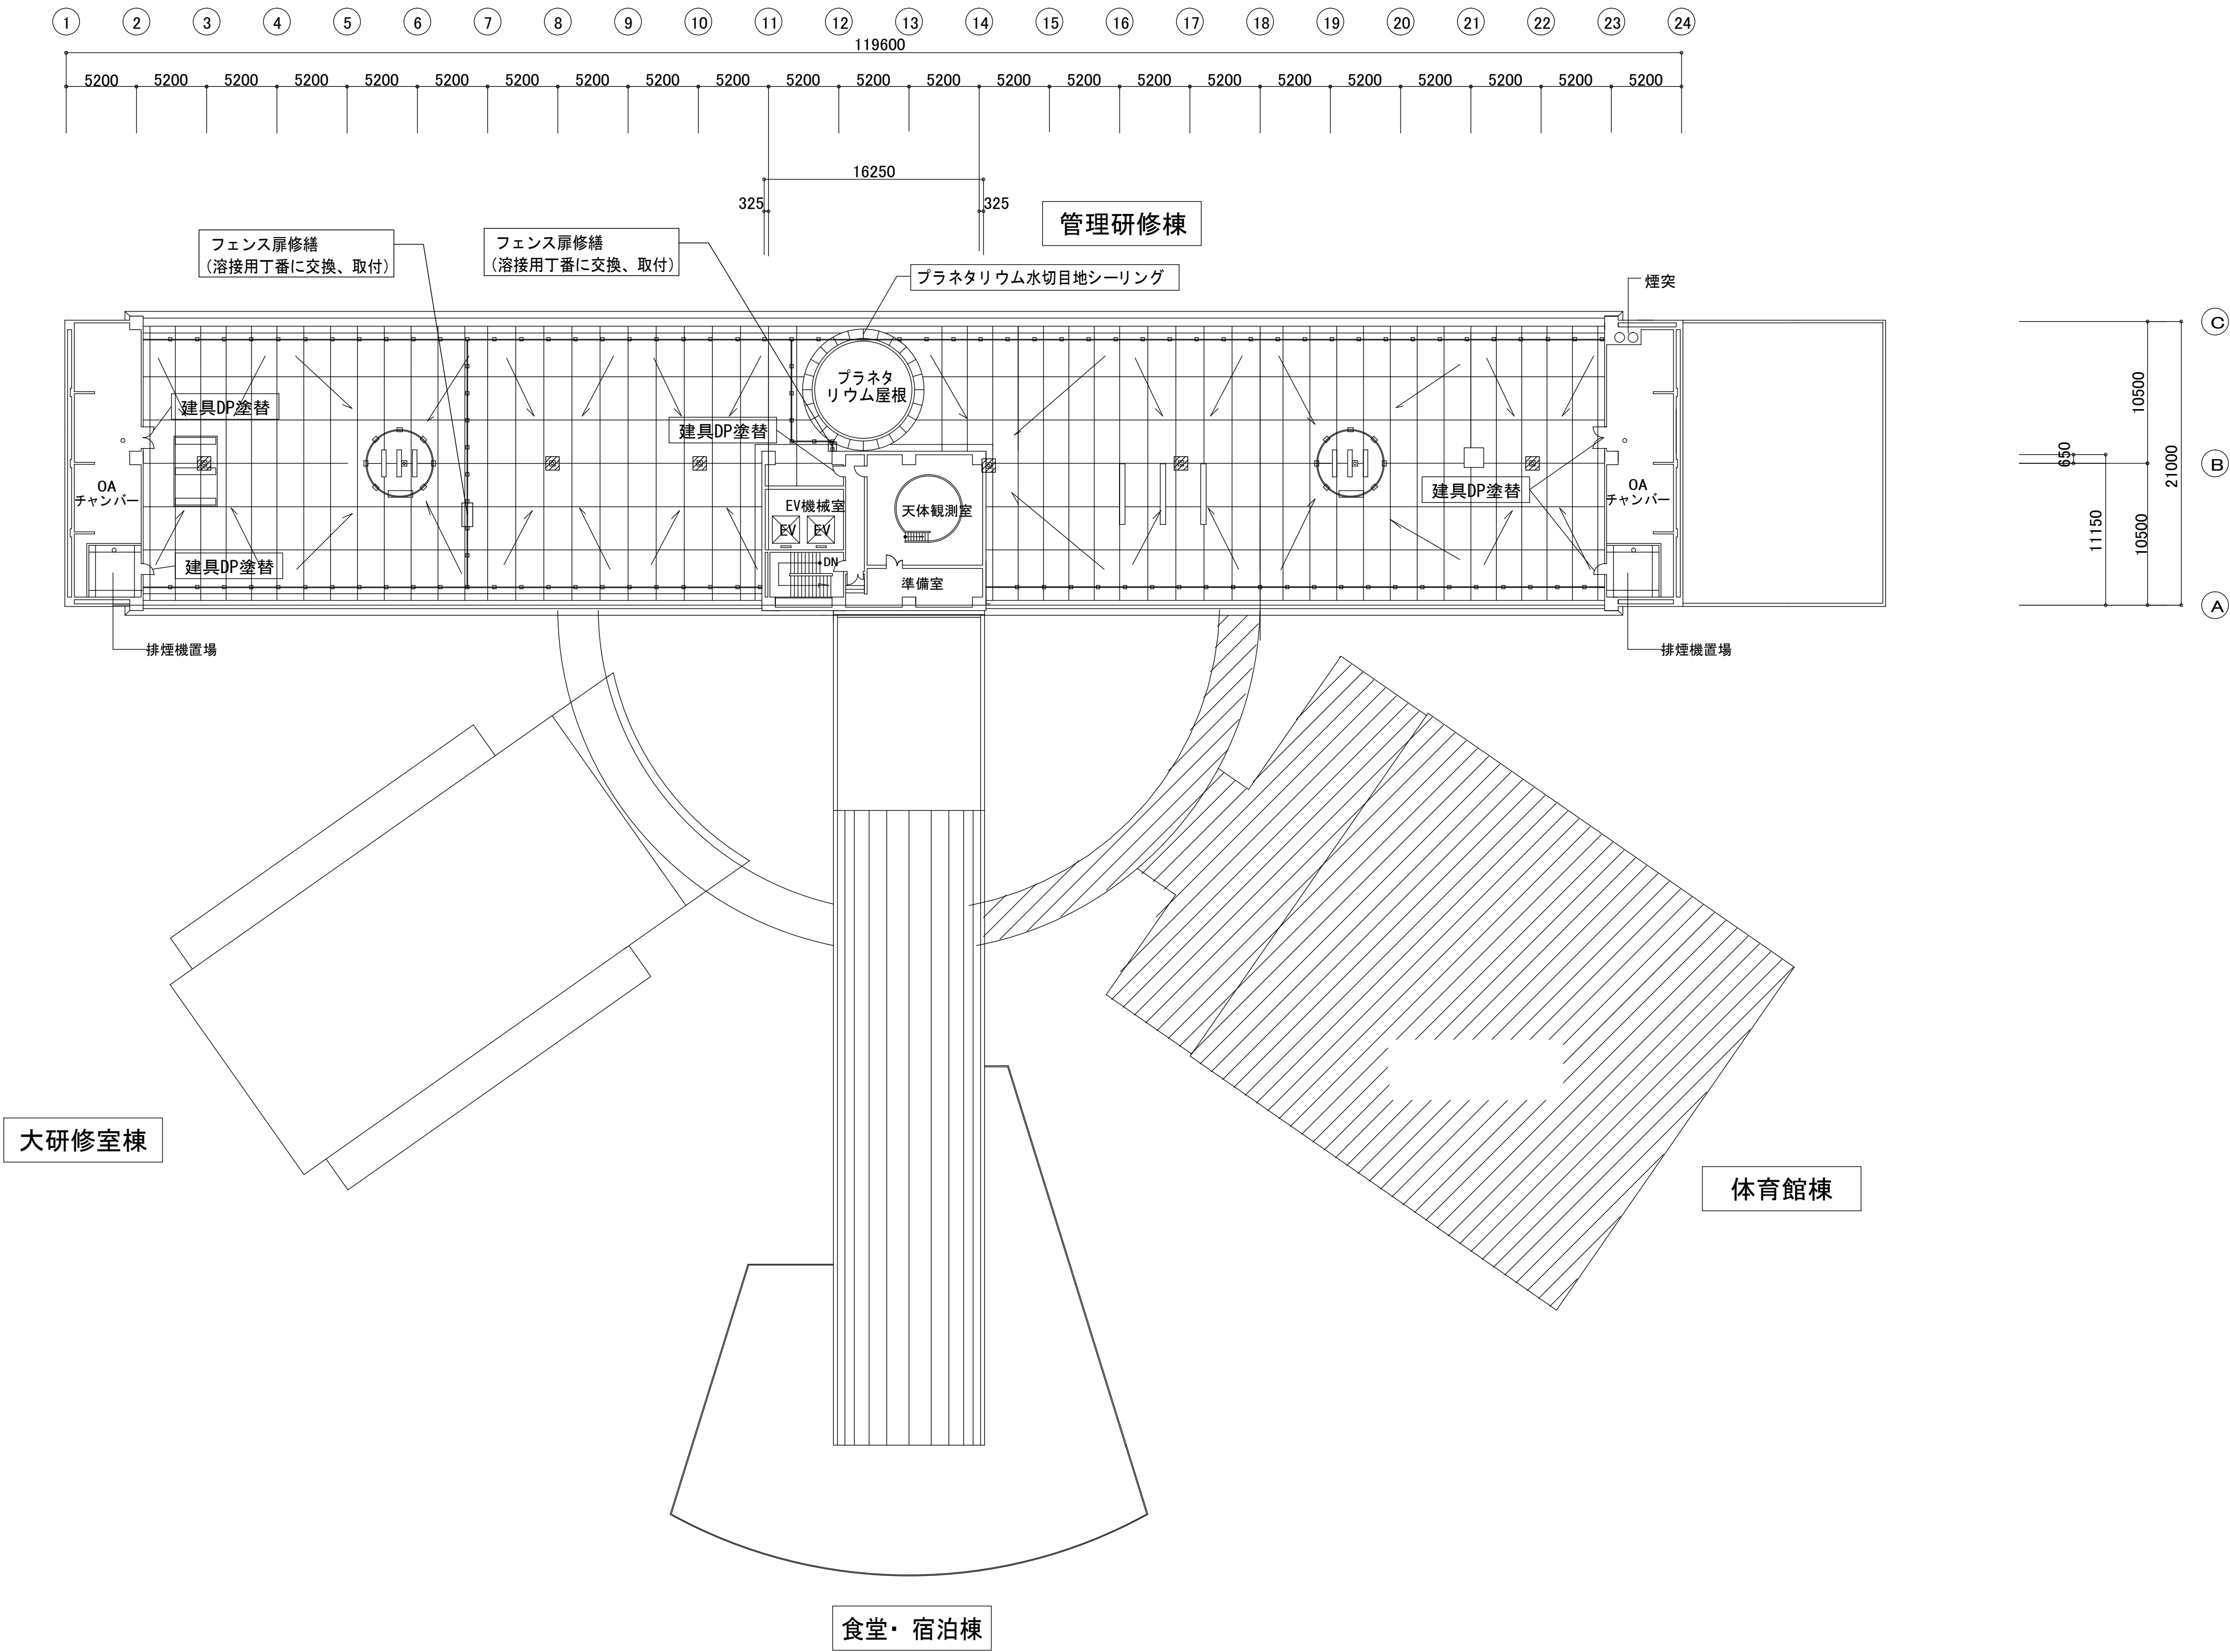 1 2 3 4 5 6 7 8 9 10 11 12 13 14 15 16 17 18 19 20 21 22 23 24
119600
5200 5200 5200 5200 5200 5200 5200 5200 5200 5200 5200 5200 5200 5200 5200 5200 5200 5200 5200 5200 5200 5200 5200
16250
325
325
管理研修棟
フェンス扉修繕
(溶接用丁番に交換、取付)
フェンス扉修繕
(溶接用丁番に交換、取付)
プラネタリウム水切目地シーリング
煙突
C
プラネタ
リウム屋根
建具DP塗替
建具DP塗替
10500
650
21000
B
OA
チャンバー
建具DP塗替
OA
チャンバー
EV機械室
EV
EV
天体観測室
11150
10500
DN
建具DP塗替
準備室
A
排煙機置場
排煙機置場
大研修室棟
体育館棟
食堂・宿泊棟